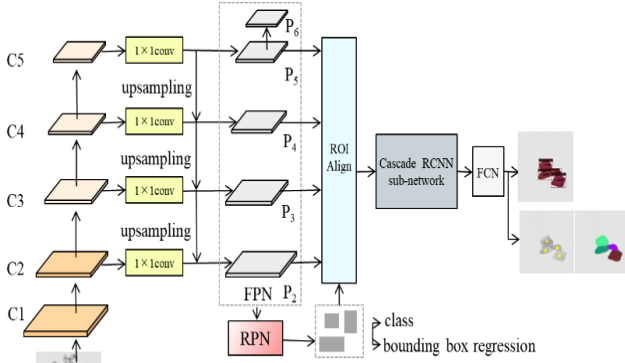 P6
C5
1×1conv
P5
upsampling
C4
1×1conv
P4
ROI
Align
Cascade RCNN
sub-network
FCN
upsampling
C3
1×1conv
P3
upsampling
C2
1×1conv
P2
FPN
C1
RPN
class
bounding box regression